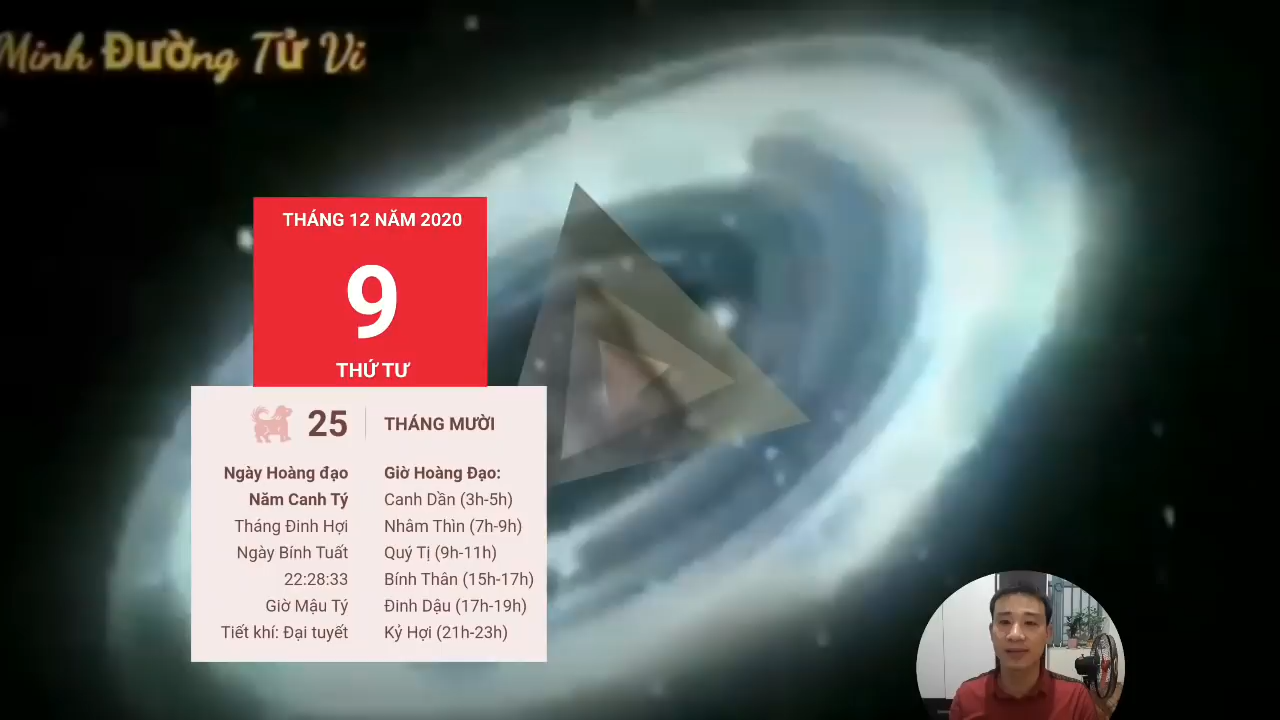 Minh Đường Tử Vi
THÁNG 12 NĂM 2020
9
THỨ TƯ
25
THÁNG MƯỜI
Ngày Hoàng đạo
Năm Canh Tý
Tháng Đinh Hợi
Ngày Bính Tuất
22:28:33
Giờ Mậu Tý
Tiết khí: Đại tuyết
Giờ Hoàng Đạo:
Canh Dần (3h-5h)
Nhâm Thìn (7h-9h)
Quý Tị (9h-11h)
Bính Thân (15h-17h)
Đinh Dậu (17h-19h)
Kỷ Hợi (21h-23h)